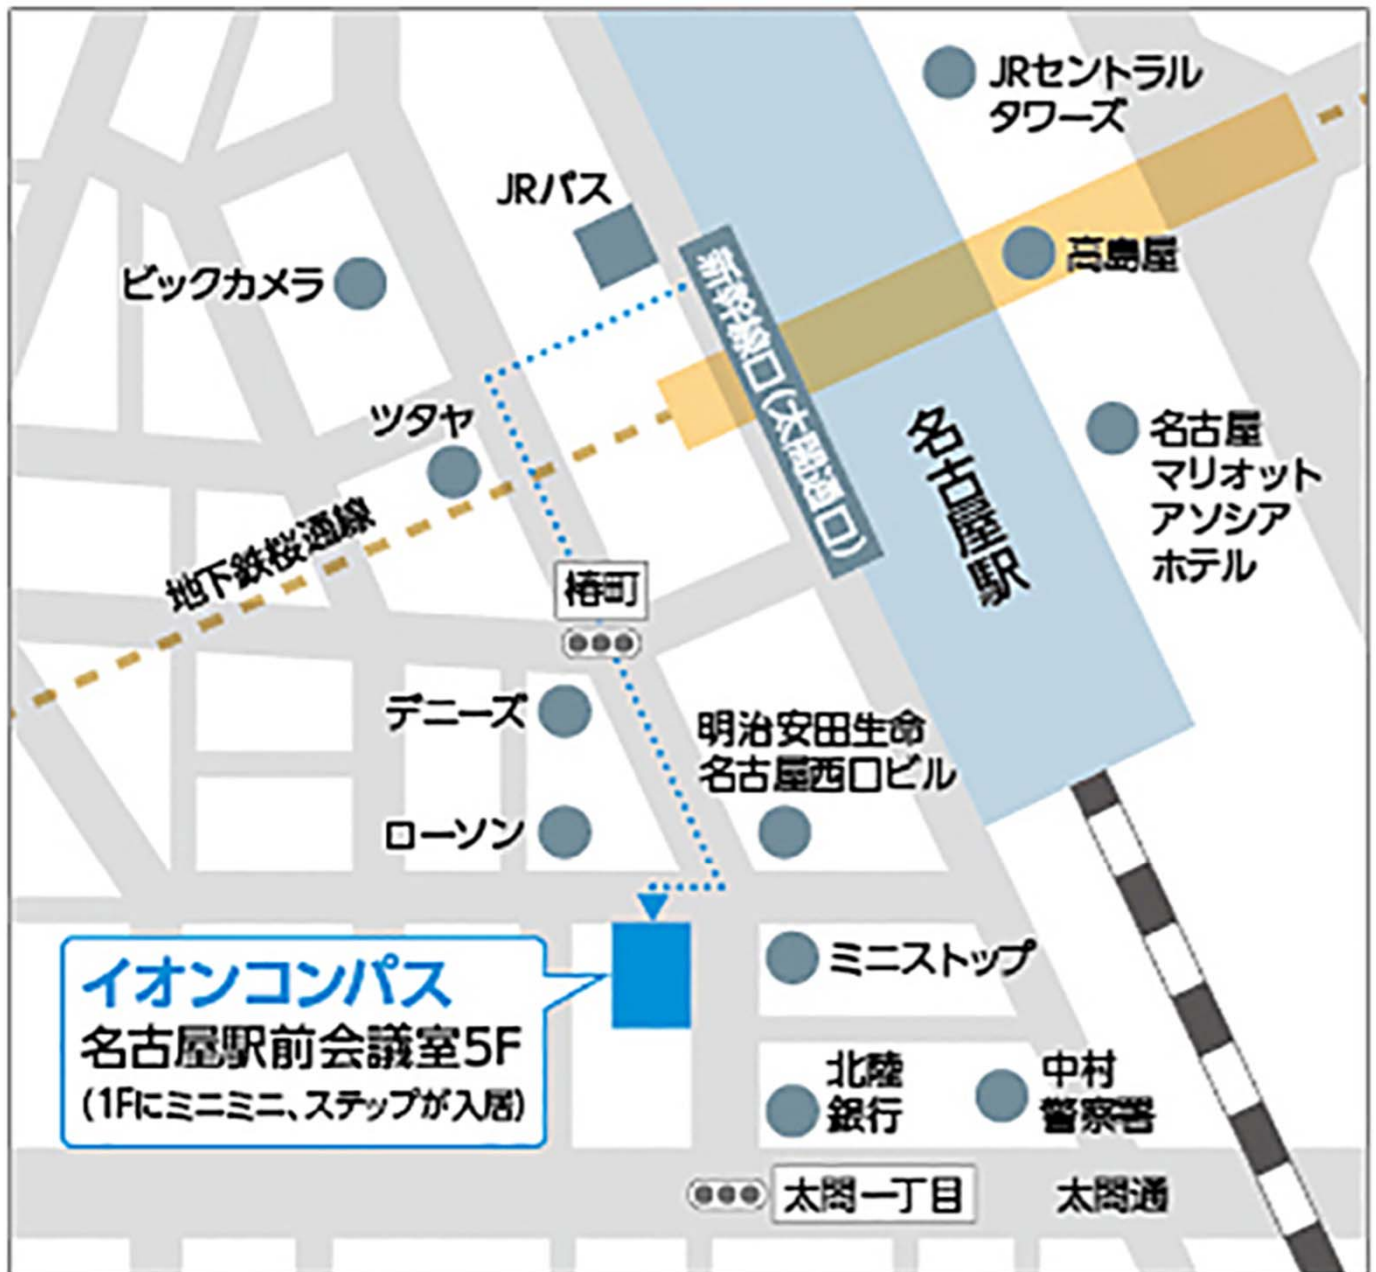 JRセントラル
タワーズ
JRバス
髙島屋
ビックカメラ
新幹線口(太閤通口)
ツタヤ
名古屋駅
名古屋
マリオット
アソシア
ホテル
地下鉄桜通線
椿町
デニーズ
明治安田生命
名古屋西口ビル
ローソン
ミニストップ
イオンコンパス
名古屋駅前会議室5F
(1Fにミニミニ、ステップが入居)
北陸
銀行
中村
警察署
太閤一丁目
太閤通